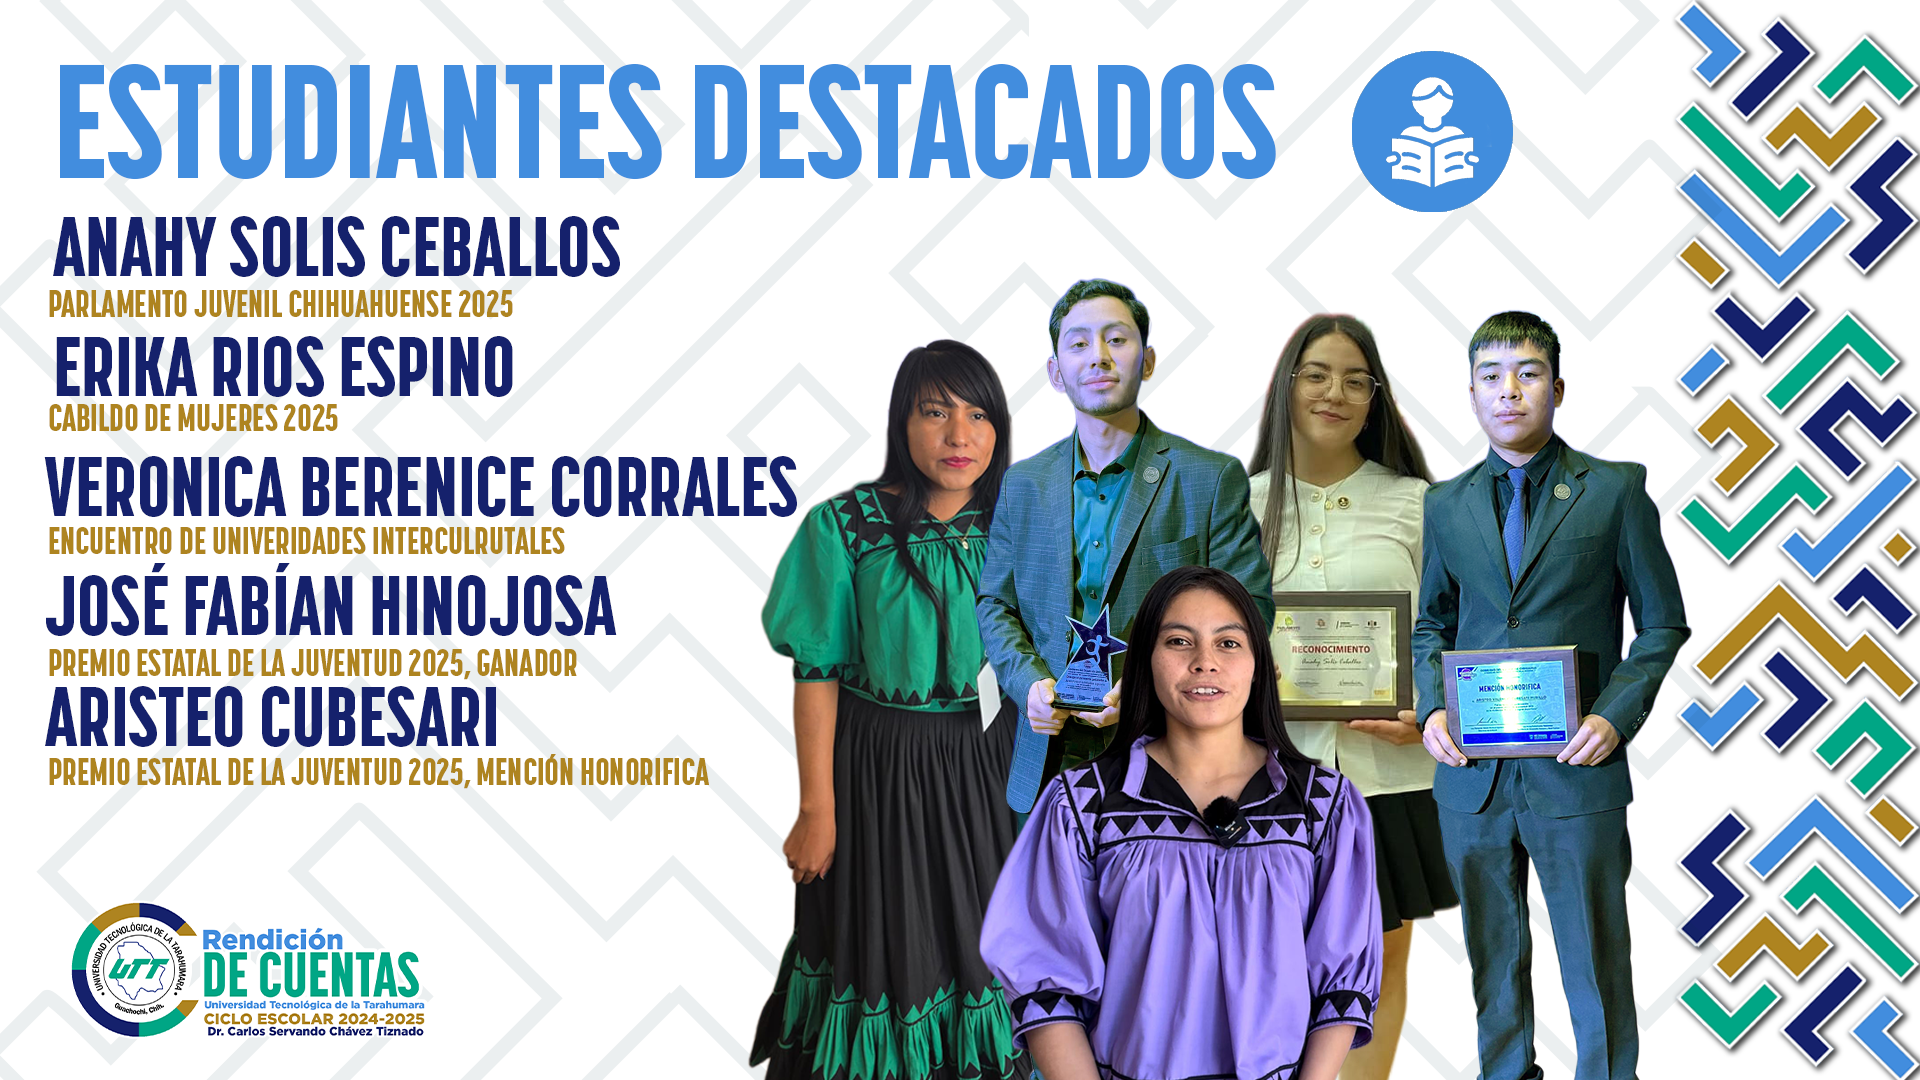 ESTUDIANTES DESTACADOS
ANAHY SOLIS CEBALLOS
PARLAMENTO JUVENIL CHIHUAHUENSE 2025
ERIKA RIOS ESPINO
CABILDO DE MUJERES 2025
VERONICA BERENICE CORRALES
ENCUENTRO DE UNIVERIDADES INTERCULRUTALES
JOSÉ FABÍAN HINOJOSA
PREMIO ESTATAL DE LA JUVENTUD 2025, GANADOR
ARISTEO CUBESARI
PREMIO ESTATAL DE LA JUVENTUD 2025, MENCIÓN HONORIFICA
RECONOCIMIENTO
Anahy Solis Ceballos
MENCIÓN HONORIFICA
UNIVERSIDAD TECNOLÓGICA DE LA TARAHUMARA
UTT
Guachochi, Chih.
Rendición
DE CUENTAS
Universidad Tecnológica de la Tarahumara
CICLO ESCOLAR 2024-2025
Dr. Carlos Servando Chávez Tiznado